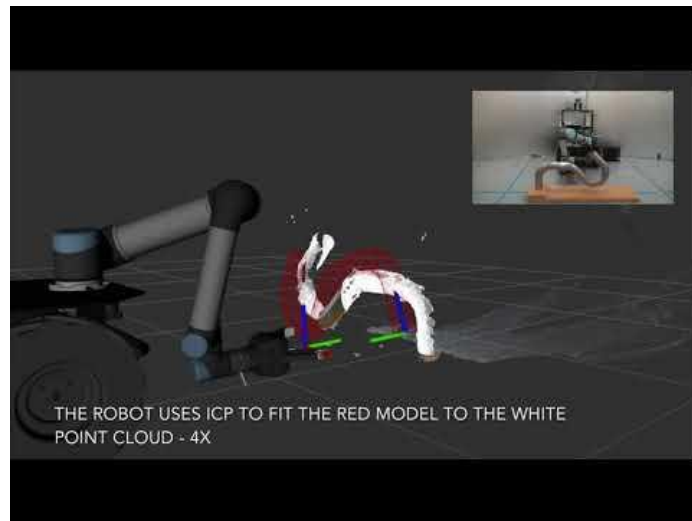 THE ROBOT USES ICP TO FIT THE RED MODEL TO THE WHITE
POINT CLOUD - 4X